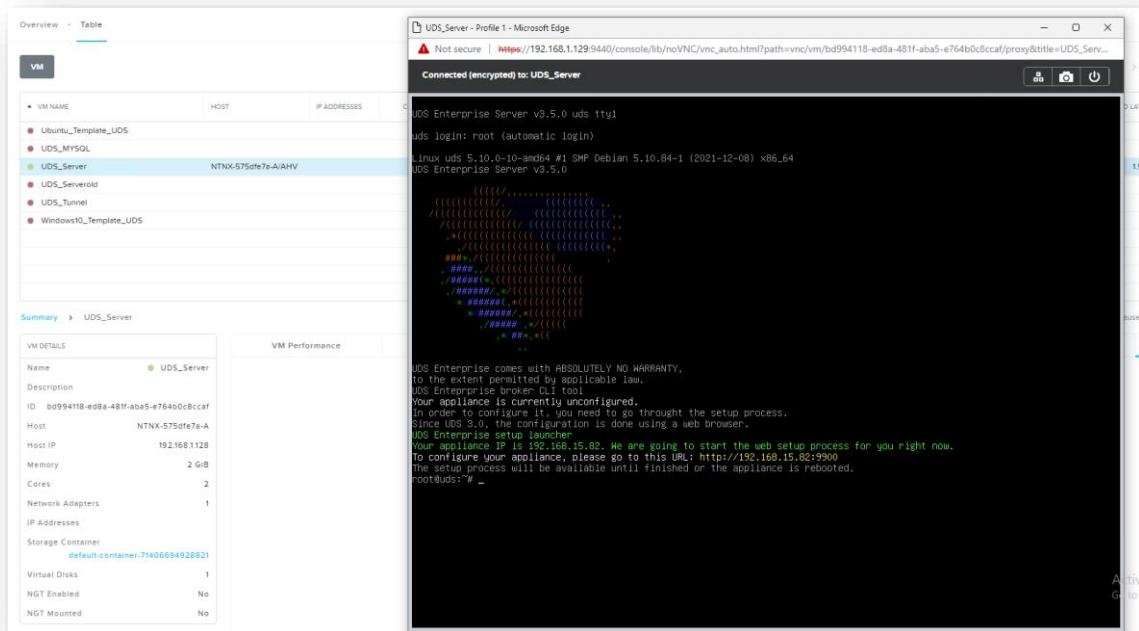 Overview · Table
VM
VM NAME HOST IP ADDRESSES
Ubuntu_Template_UDS
UDS_MYSQL
UDS_Server NTNX-575dfe7a-A/AHV
UDS_Serverold
UDS_Tunnel
Windows10_Template_UDS
Summary > UDS_Server
VM DETAILS
Name UDS_Server
Description
ID bd994118-ed8a-481f-aba5-e764b0c8ccaf
Host NTNX-575dfe7a-A
Host IP 192.168.1.128
Memory 2 GiB
Cores 2
Network Adapters 1
IP Addresses
Storage Container
default-container-71406694928821
Virtual Disks 1
NGT Enabled No
NGT Mounted No
VM Performance
UDS_Server - Profile 1 - Microsoft Edge
Not secure | https://192.168.1.129:9440/console/lib/noVNC/vnc_auto.html?path=vnc/vm/bd994118-ed8a-481f-aba5-e764b0c8ccaf/proxy&title=UDS_Serv...
Connected (encrypted) to: UDS_Server
UDS Enterprise Server v3.5.0 uds tty1
uds login: root (automatic login)
Linux uds 5.10.0-10-amd64 #1 SMP Debian 5.10.84-1 (2021-12-08) x86_64
UDS Enterprise Server v3.5.0
UDS Enterprise comes with ABSOLUTELY NO WARRANTY,
to the extent permitted by applicable law.
UDS Enteprprise broker CLI tool
Your appliance is currently unconfigured.
In order to configure it, you need to go throught the setup process.
Since UDS 3.0, the configuration is done using a web browser.
UDS Enterprise setup launcher
Your appliance IP is 192.168.15.82. We are going to start the web setup process for you right now.
To configure your appliance, please go to this URL: http://192.168.15.82:9900
The setup process will be available until finished or the appliance is rebooted.
root@uds:~# _